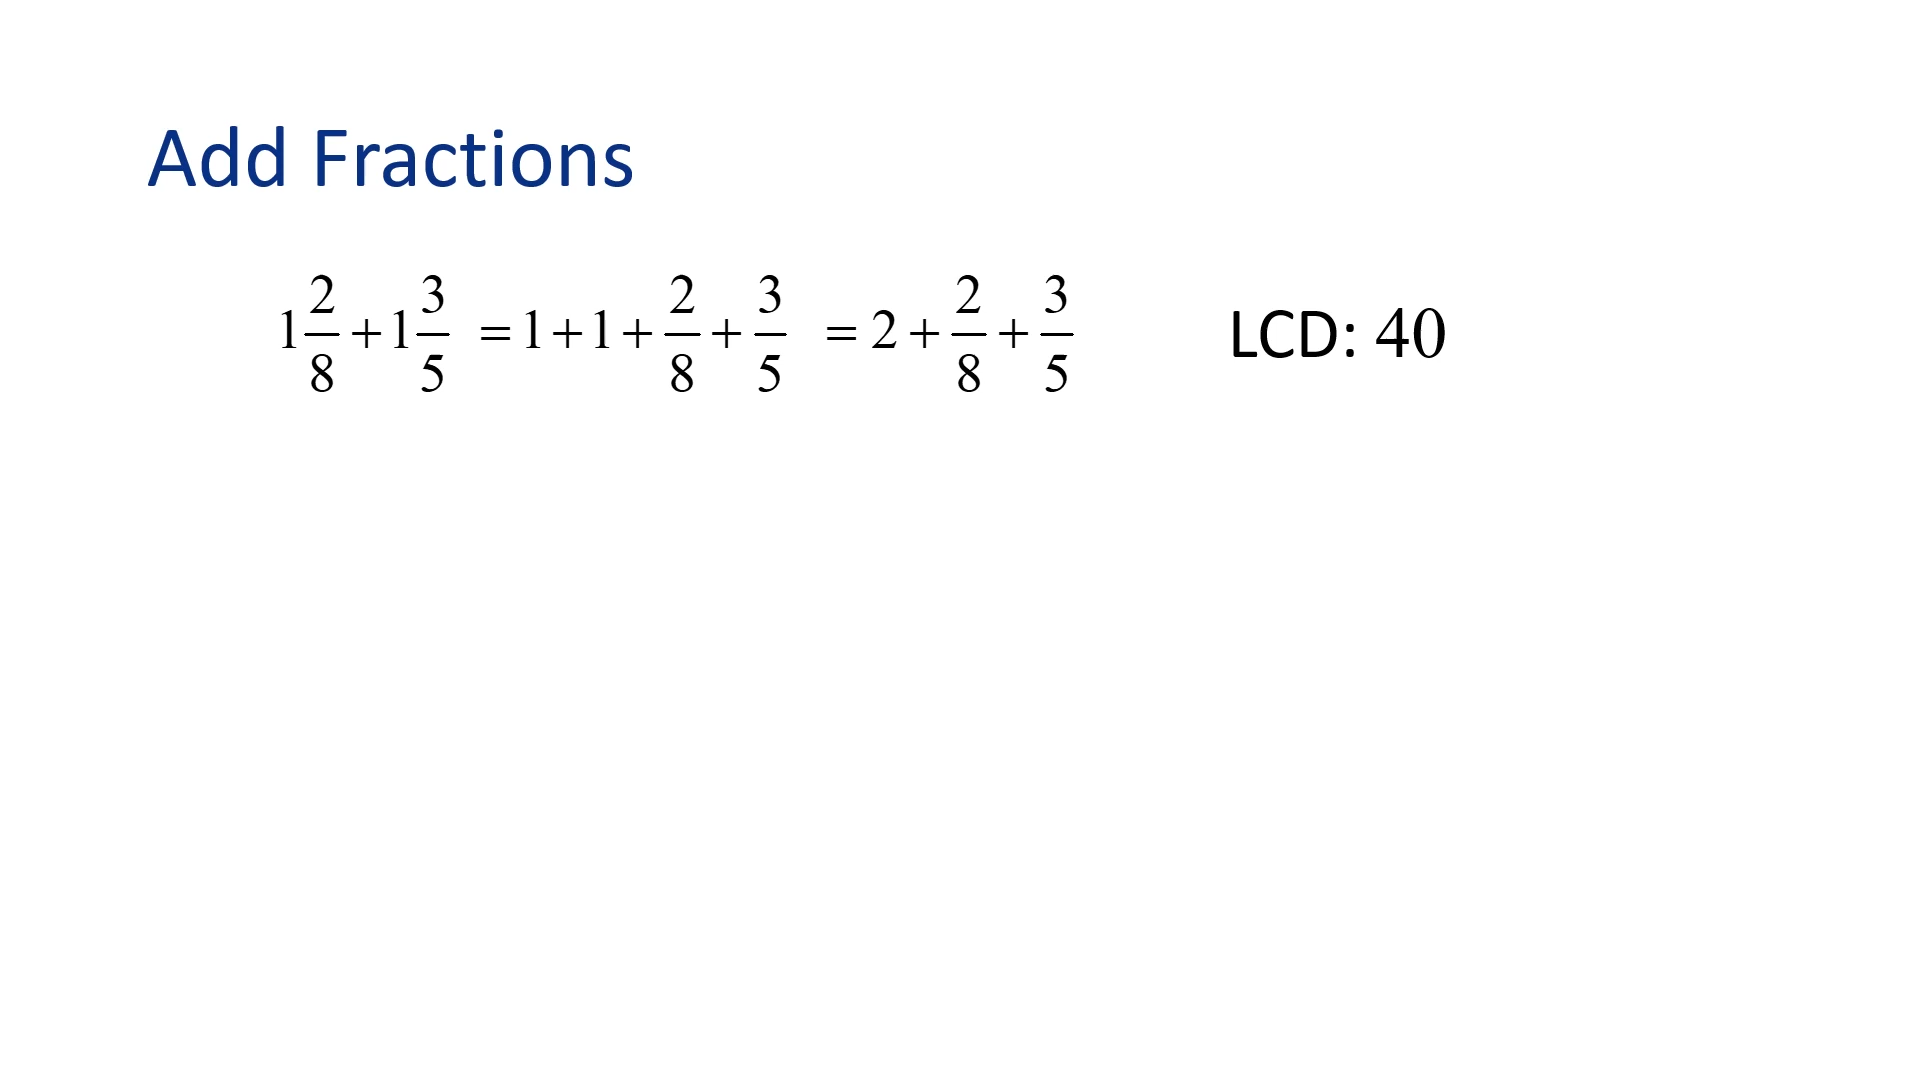 Add Fractions
1 2/8 + 1 3/5 = 1 + 1 + 2/8 + 3/5 = 2 + 2/8 + 3/5 LCD: 40